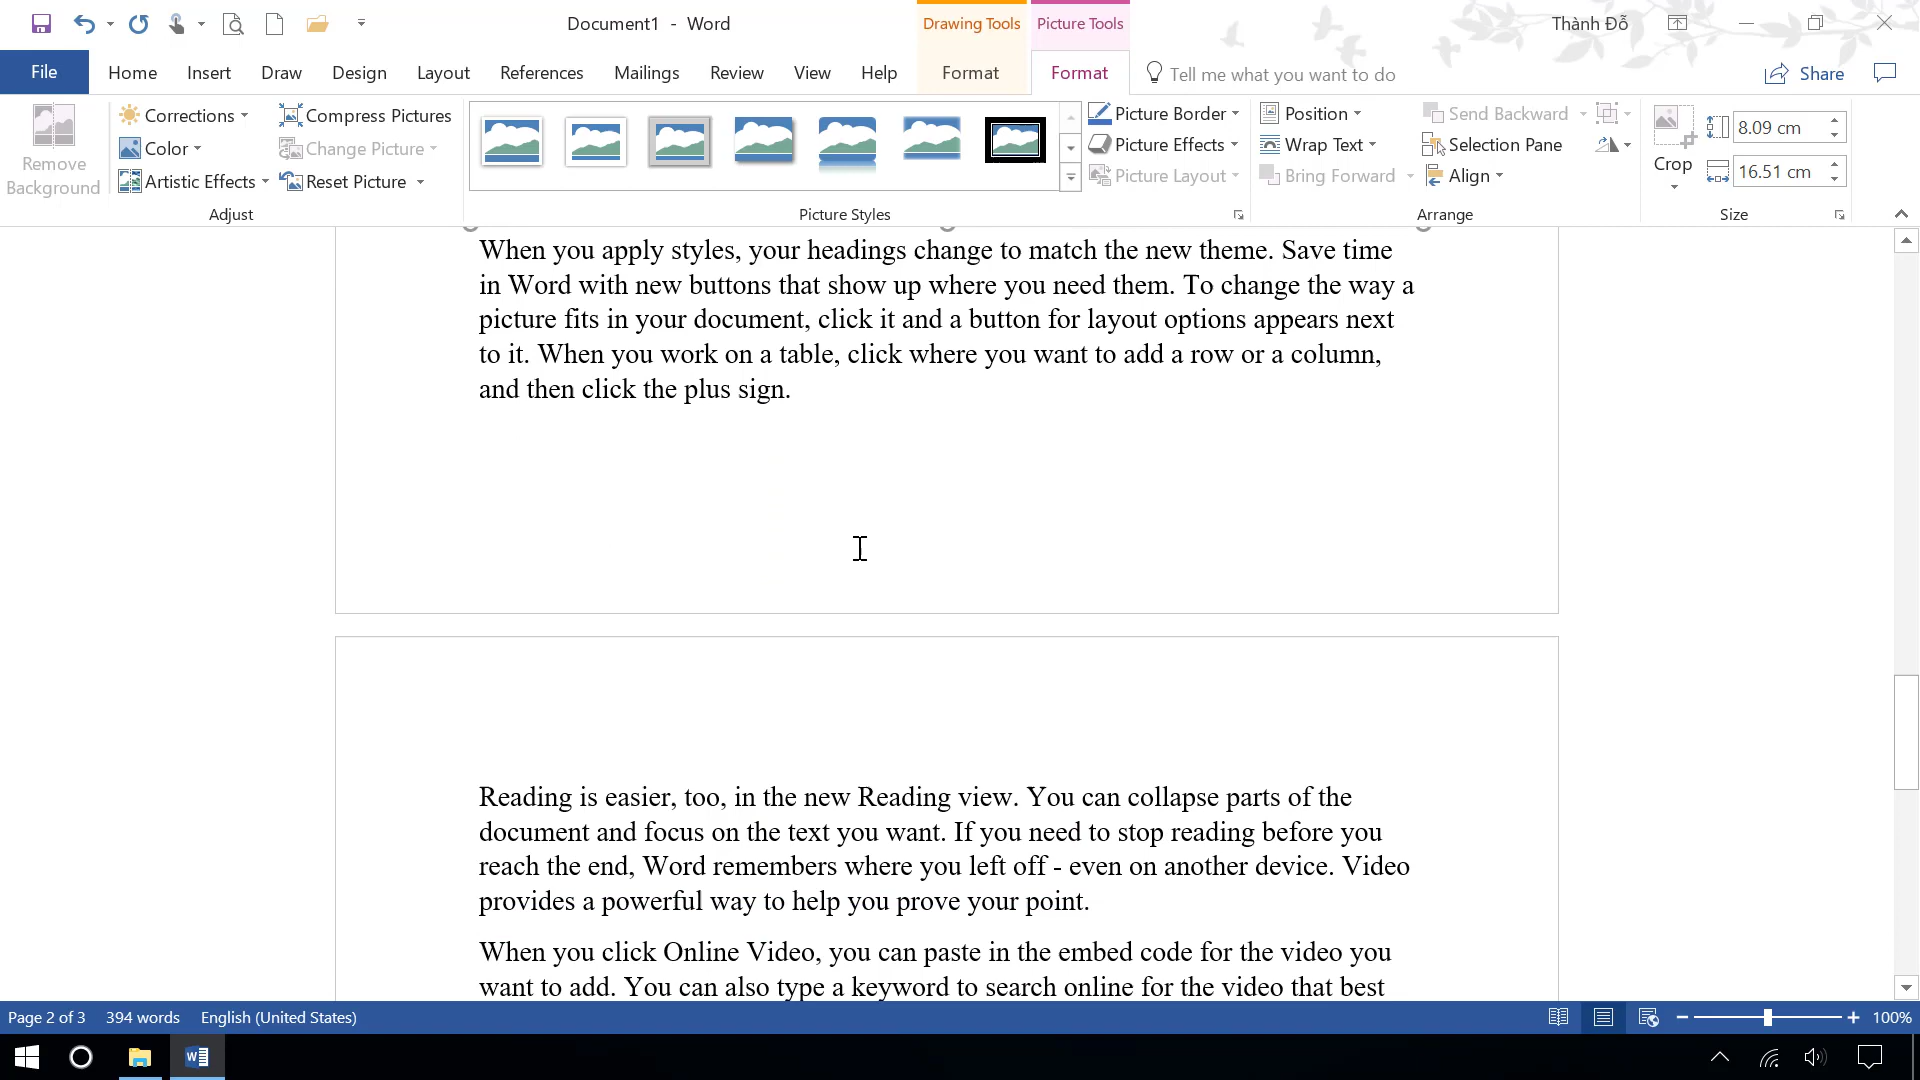 Document1 - Word
Drawing Tools
Picture Tools
Thành Đỗ
File
Home
Insert
Draw
Design
Layout
References
Mailings
Review
View
Help
Format
Format
Tell me what you want to do
Share
Remove
Background
Corrections
Color
Artistic Effects
Compress Pictures
Change Picture
Reset Picture
Adjust
Picture Styles
Picture Border
Picture Effects
Picture Layout
Position
Wrap Text
Bring Forward
Send Backward
Selection Pane
Align
Arrange
Crop
8.09 cm
16.51 cm
Size
When you apply styles, your headings change to match the new theme. Save time
in Word with new buttons that show up where you need them. To change the way a
picture fits in your document, click it and a button for layout options appears next
to it. When you work on a table, click where you want to add a row or a column,
and then click the plus sign.
Reading is easier, too, in the new Reading view. You can collapse parts of the
document and focus on the text you want. If you need to stop reading before you
reach the end, Word remembers where you left off - even on another device. Video
provides a powerful way to help you prove your point.
When you click Online Video, you can paste in the embed code for the video you
want to add. You can also type a keyword to search online for the video that best
Page 2 of 3
394 words
English (United States)
100%